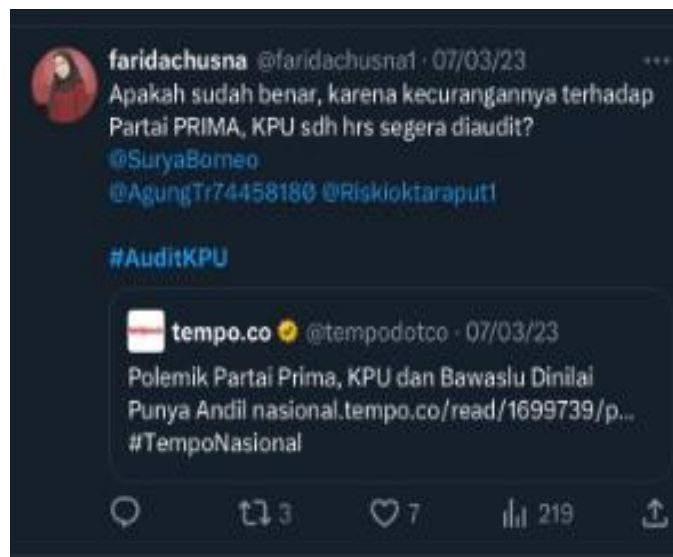 faridachusna @faridachusna1 · 07/03/23
Apakah sudah benar, karena kecurangannya terhadap
Partai PRIMA, KPU sdh hrs segera diaudit?
@SuryaBorneo
@AgungTr74458180 @Riskioktaraput1
#AuditKPU
tempo.co @tempodotco · 07/03/23
Polemik Partai Prima, KPU dan Bawaslu Dinilai
Punya Andil nasional.tempo.co/read/1699739/p...
#TempoNasional
3 7 219